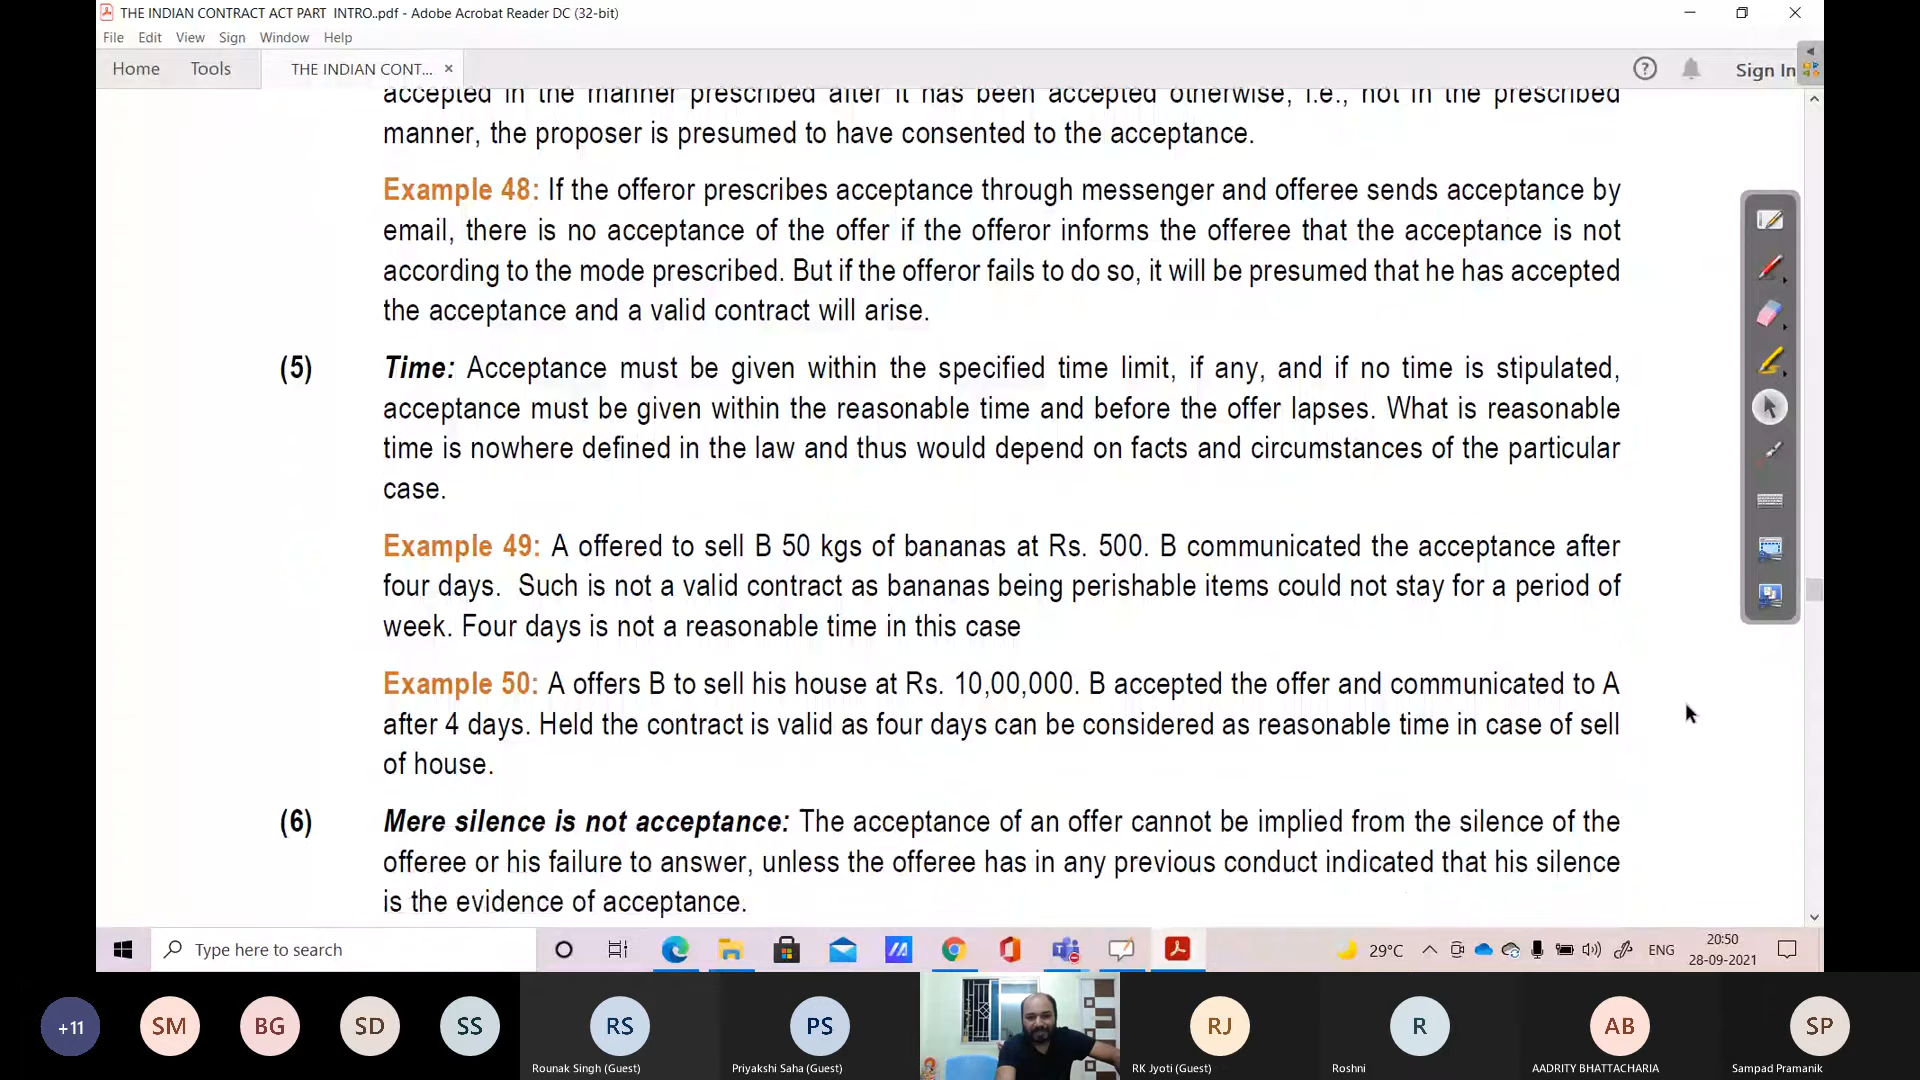 THE INDIAN CONTRACT ACT PART  INTRO..pdf - Adobe Acrobat Reader DC (32-bit)
File Edit View Sign Window Help
Home Tools THE INDIAN CONT... × Sign In
accepted in the manner prescribed after it has been accepted otherwise, i.e., not in the prescribed
manner, the proposer is presumed to have consented to the acceptance.
Example 48: If the offeror prescribes acceptance through messenger and offeree sends acceptance by
email, there is no acceptance of the offer if the offeror informs the offeree that the acceptance is not
according to the mode prescribed. But if the offeror fails to do so, it will be presumed that he has accepted
the acceptance and a valid contract will arise.
(5) Time: Acceptance must be given within the specified time limit, if any, and if no time is stipulated,
acceptance must be given within the reasonable time and before the offer lapses. What is reasonable
time is nowhere defined in the law and thus would depend on facts and circumstances of the particular
case.
Example 49: A offered to sell B 50 kgs of bananas at Rs. 500. B communicated the acceptance after
four days.  Such is not a valid contract as bananas being perishable items could not stay for a period of
week. Four days is not a reasonable time in this case
Example 50: A offers B to sell his house at Rs. 10,00,000. B accepted the offer and communicated to A
after 4 days. Held the contract is valid as four days can be considered as reasonable time in case of sell
of house.
(6) Mere silence is not acceptance: The acceptance of an offer cannot be implied from the silence of the
offeree or his failure to answer, unless the offeree has in any previous conduct indicated that his silence
is the evidence of acceptance.
Type here to search 29°C ENG 20:50
28-09-2021
+11 SM BG SD SS RS PS RJ R AB SP
Rounak Singh (Guest) Priyakshi Saha (Guest) RK Jyoti (Guest) Roshni AADRITY BHATTACHARIA Sampad Pramanik